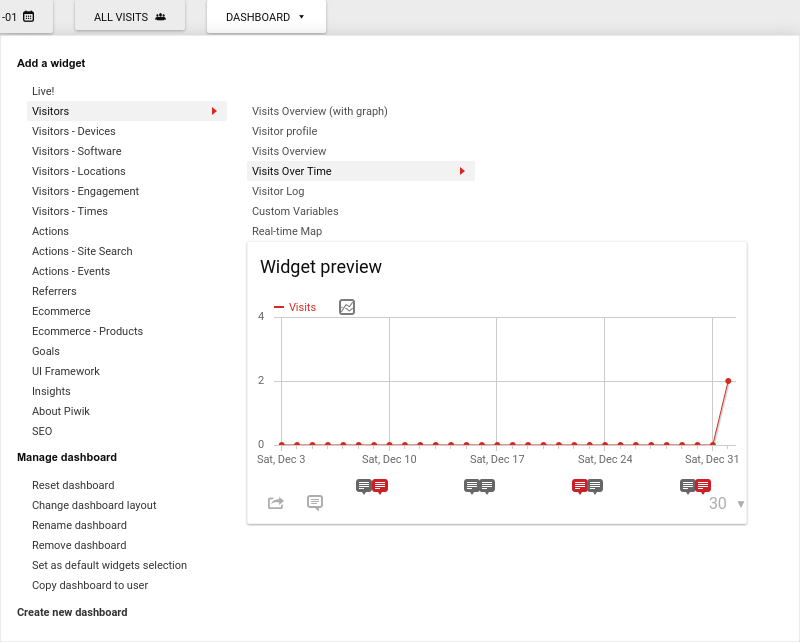 -01
ALL VISITS
DASHBOARD
Add a widget
Live!
Visitors
Visitors - Devices
Visitors - Software
Visitors - Locations
Visitors - Engagement
Visitors - Times
Actions
Actions - Site Search
Actions - Events
Referrers
Ecommerce
Ecommerce - Products
Goals
UI Framework
Insights
About Piwik
SEO
Manage dashboard
Reset dashboard
Change dashboard layout
Rename dashboard
Remove dashboard
Set as default widgets selection
Copy dashboard to user
Create new dashboard
Visits Overview (with graph)
Visitor profile
Visits Overview
Visits Over Time
Visitor Log
Custom Variables
Real-time Map
Widget preview
Visits
4
2
0
Sat, Dec 3
Sat, Dec 10
Sat, Dec 17
Sat, Dec 24
Sat, Dec 31
30